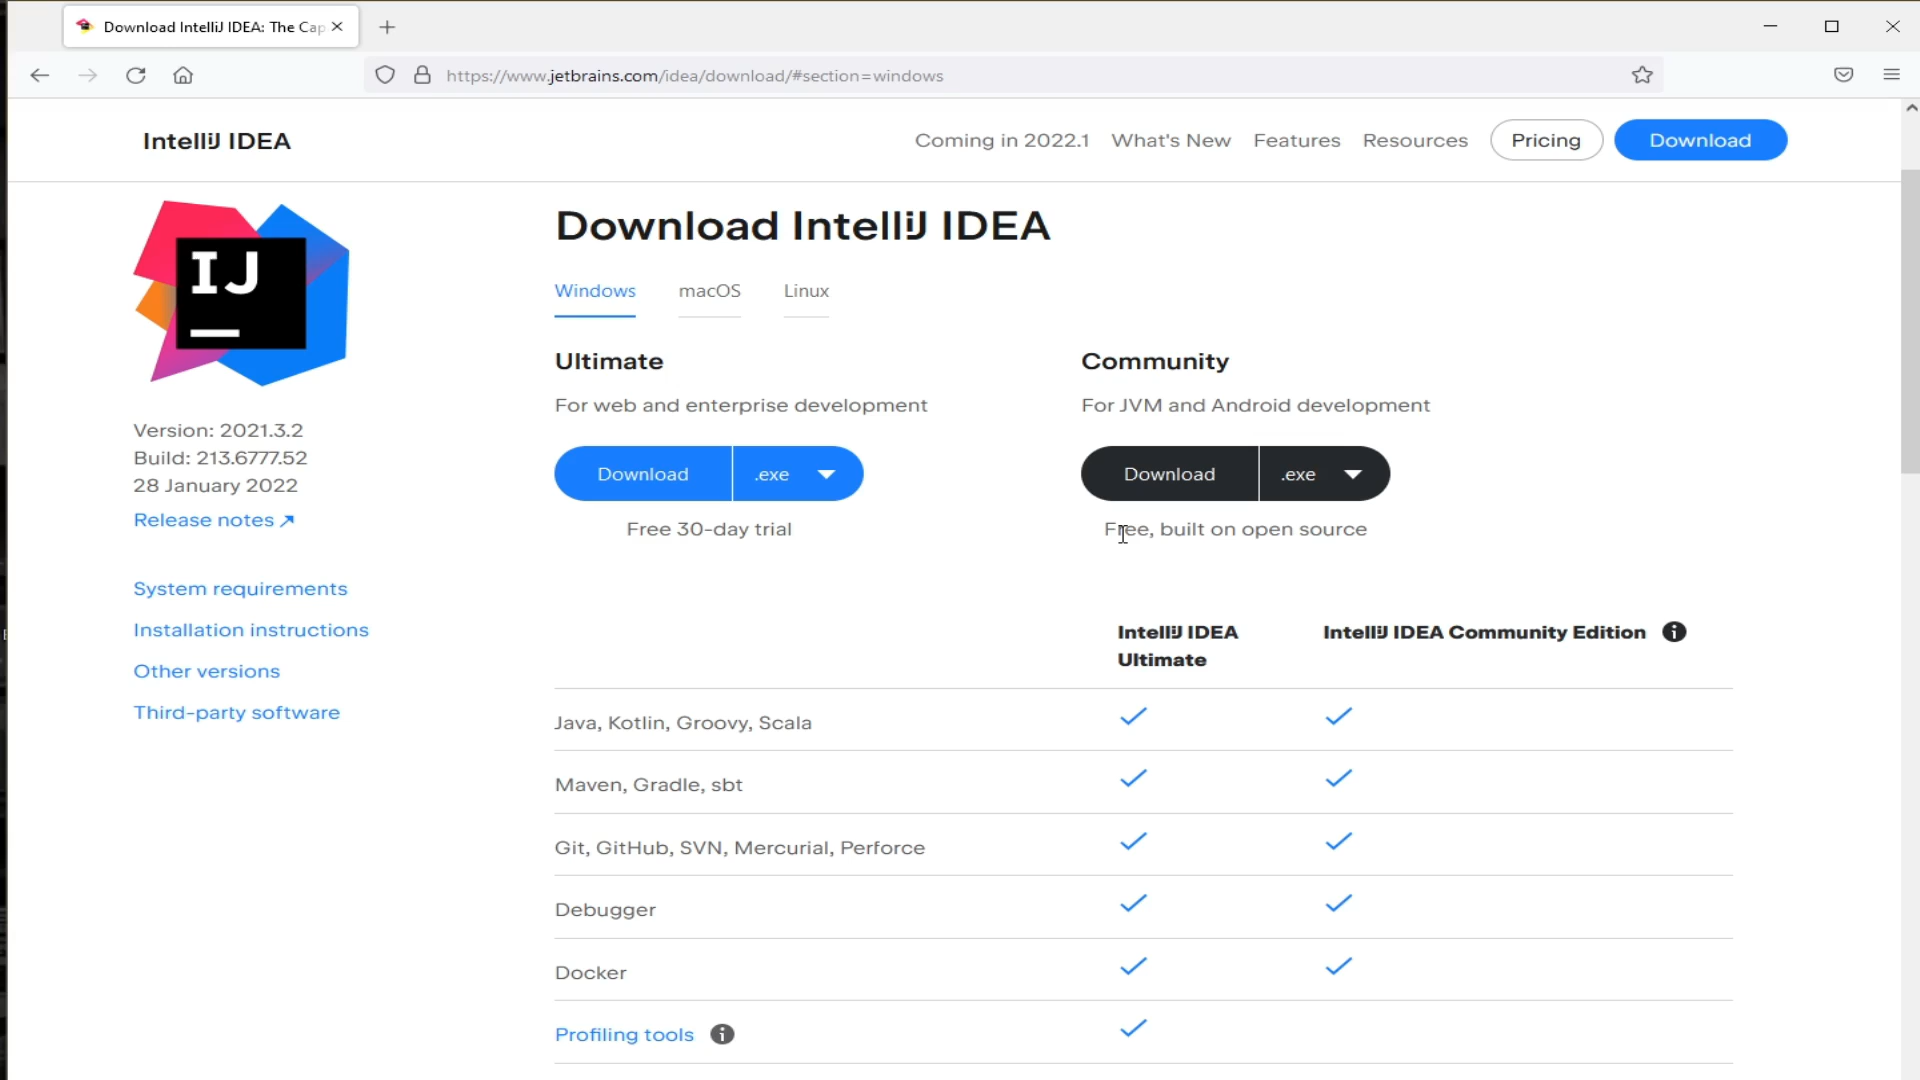 Download IntelliJ IDEA: The Cap
https://www.jetbrains.com/idea/download/#section=windows
IntelliJ IDEA
Coming in 2022.1
What's New
Features
Resources
Pricing
Download
IJ
Download IntelliJ IDEA
Windows
macOS
Linux
Version: 2021.3.2
Build: 213.6777.52
28 January 2022
Release notes ↗
System requirements
Installation instructions
Other versions
Third-party software
Ultimate
For web and enterprise development
Download
.exe
Free 30-day trial
Community
For JVM and Android development
Download
.exe
Free, built on open source
IntelliJ IDEA
Ultimate
IntelliJ IDEA Community Edition
Java, Kotlin, Groovy, Scala
Maven, Gradle, sbt
Git, GitHub, SVN, Mercurial, Perforce
Debugger
Docker
Profiling tools